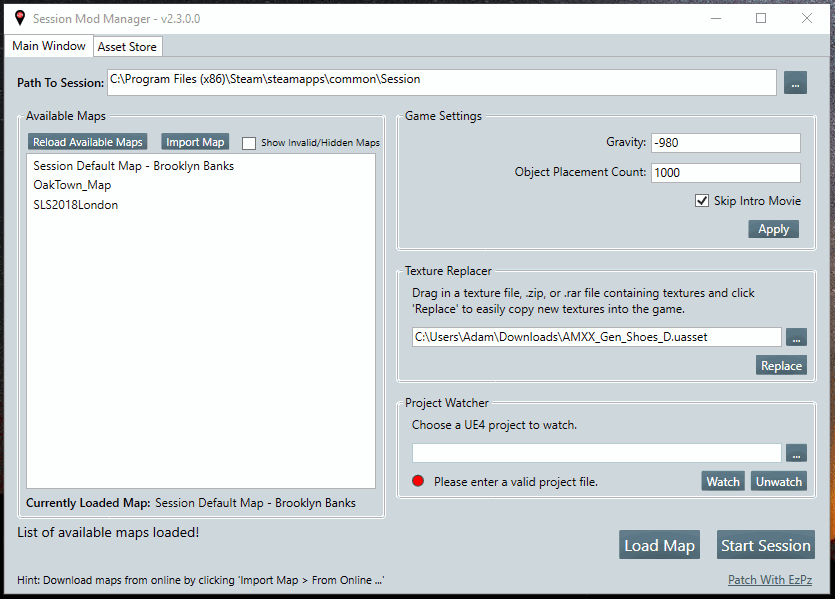 Session Mod Manager - v2.3.0.0
Main Window
Asset Store
Path To Session:
C:\Program Files (x86)\Steam\steamapps\common\Session
...
Available Maps
Reload Available Maps
Import Map
Show Invalid/Hidden Maps
Session Default Map - Brooklyn Banks
OakTown_Map
SLS2018London
Currently Loaded Map: Session Default Map - Brooklyn Banks
Game Settings
Gravity:
-980
Object Placement Count:
1000
Skip Intro Movie
Apply
Texture Replacer
Drag in a texture file, .zip, or .rar file containing textures and click
'Replace' to easily copy new textures into the game.
C:\Users\Adam\Downloads\AMXX_Gen_Shoes_D.uasset
...
Replace
Project Watcher
Choose a UE4 project to watch.
...
Please enter a valid project file.
Watch
Unwatch
List of available maps loaded!
Load Map
Start Session
Hint: Download maps from online by clicking 'Import Map > From Online ...'
Patch With EzPz